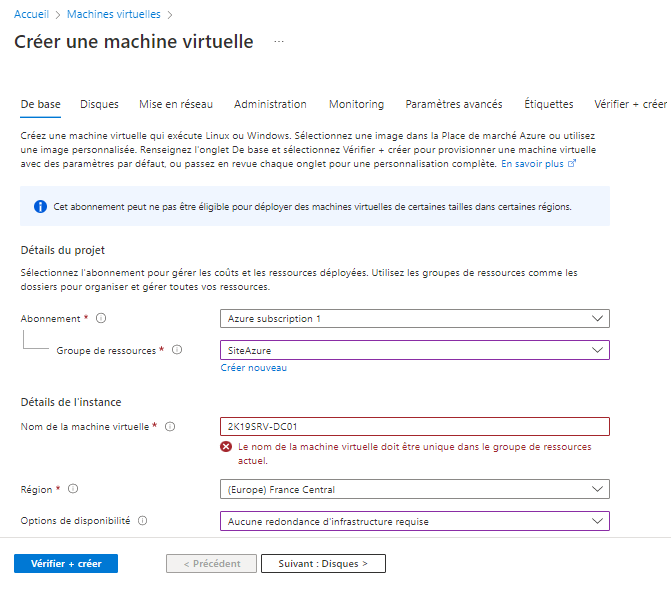 Accueil > Machines virtuelles >
Créer une machine virtuelle ...
De base Disques Mise en réseau Administration Monitoring Paramètres avancés Étiquettes Vérifier + créer
Créez une machine virtuelle qui exécute Linux ou Windows. Sélectionnez une image dans la Place de marché Azure ou utilisez
une image personnalisée. Renseignez l'onglet De base et sélectionnez Vérifier + créer pour provisionner une machine virtuelle
avec des paramètres par défaut, ou passez en revue chaque onglet pour une personnalisation complète. En savoir plus
Cet abonnement peut ne pas être éligible pour déployer des machines virtuelles de certaines tailles dans certaines régions.
Détails du projet
Sélectionnez l'abonnement pour gérer les coûts et les ressources déployées. Utilisez les groupes de ressources comme les
dossiers pour organiser et gérer toutes vos ressources.
Abonnement * Azure subscription 1
Groupe de ressources * SiteAzure
Créer nouveau
Détails de l'instance
Nom de la machine virtuelle * 2K19SRV-DC01
Le nom de la machine virtuelle doit être unique dans le groupe de ressources
actuel.
Région * (Europe) France Central
Options de disponibilité Aucune redondance d'infrastructure requise
Vérifier + créer < Précédent Suivant : Disques >